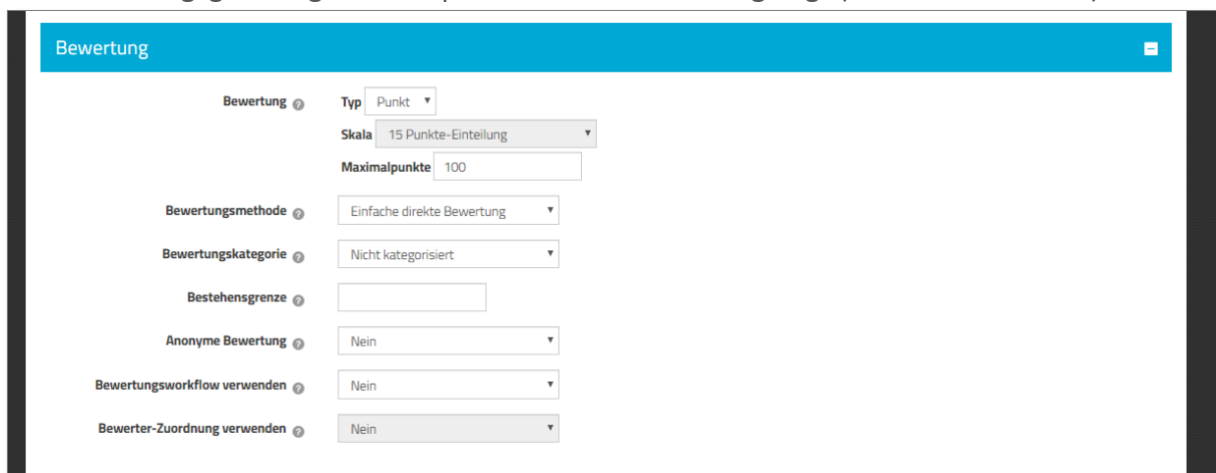 Bewertung
Bewertung Typ Punkt
Skala 15 Punkte-Einteilung
Maximalpunkte 100
Bewertungsmethode Einfache direkte Bewertung
Bewertungskategorie Nicht kategorisiert
Bestehensgrenze
Anonyme Bewertung Nein
Bewertungsworkflow verwenden Nein
Bewerter-Zuordnung verwenden Nein